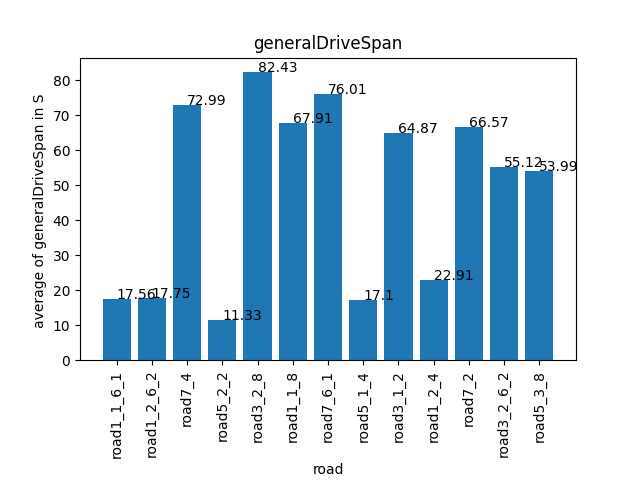 generalDriveSpan
average of generalDriveSpan in S
80
70
60
50
40
30
20
10
0
17.56
17.75
72.99
11.33
82.43
67.91
76.01
17.1
64.87
22.91
66.57
55.12
53.99
road1_1_6_1
road1_2_6_2
road7_4
road5_2_2
road3_2_8
road1_1_8
road7_6_1
road5_1_4
road3_1_2
road1_2_4
road7_2
road3_2_6_2
road5_3_8
road